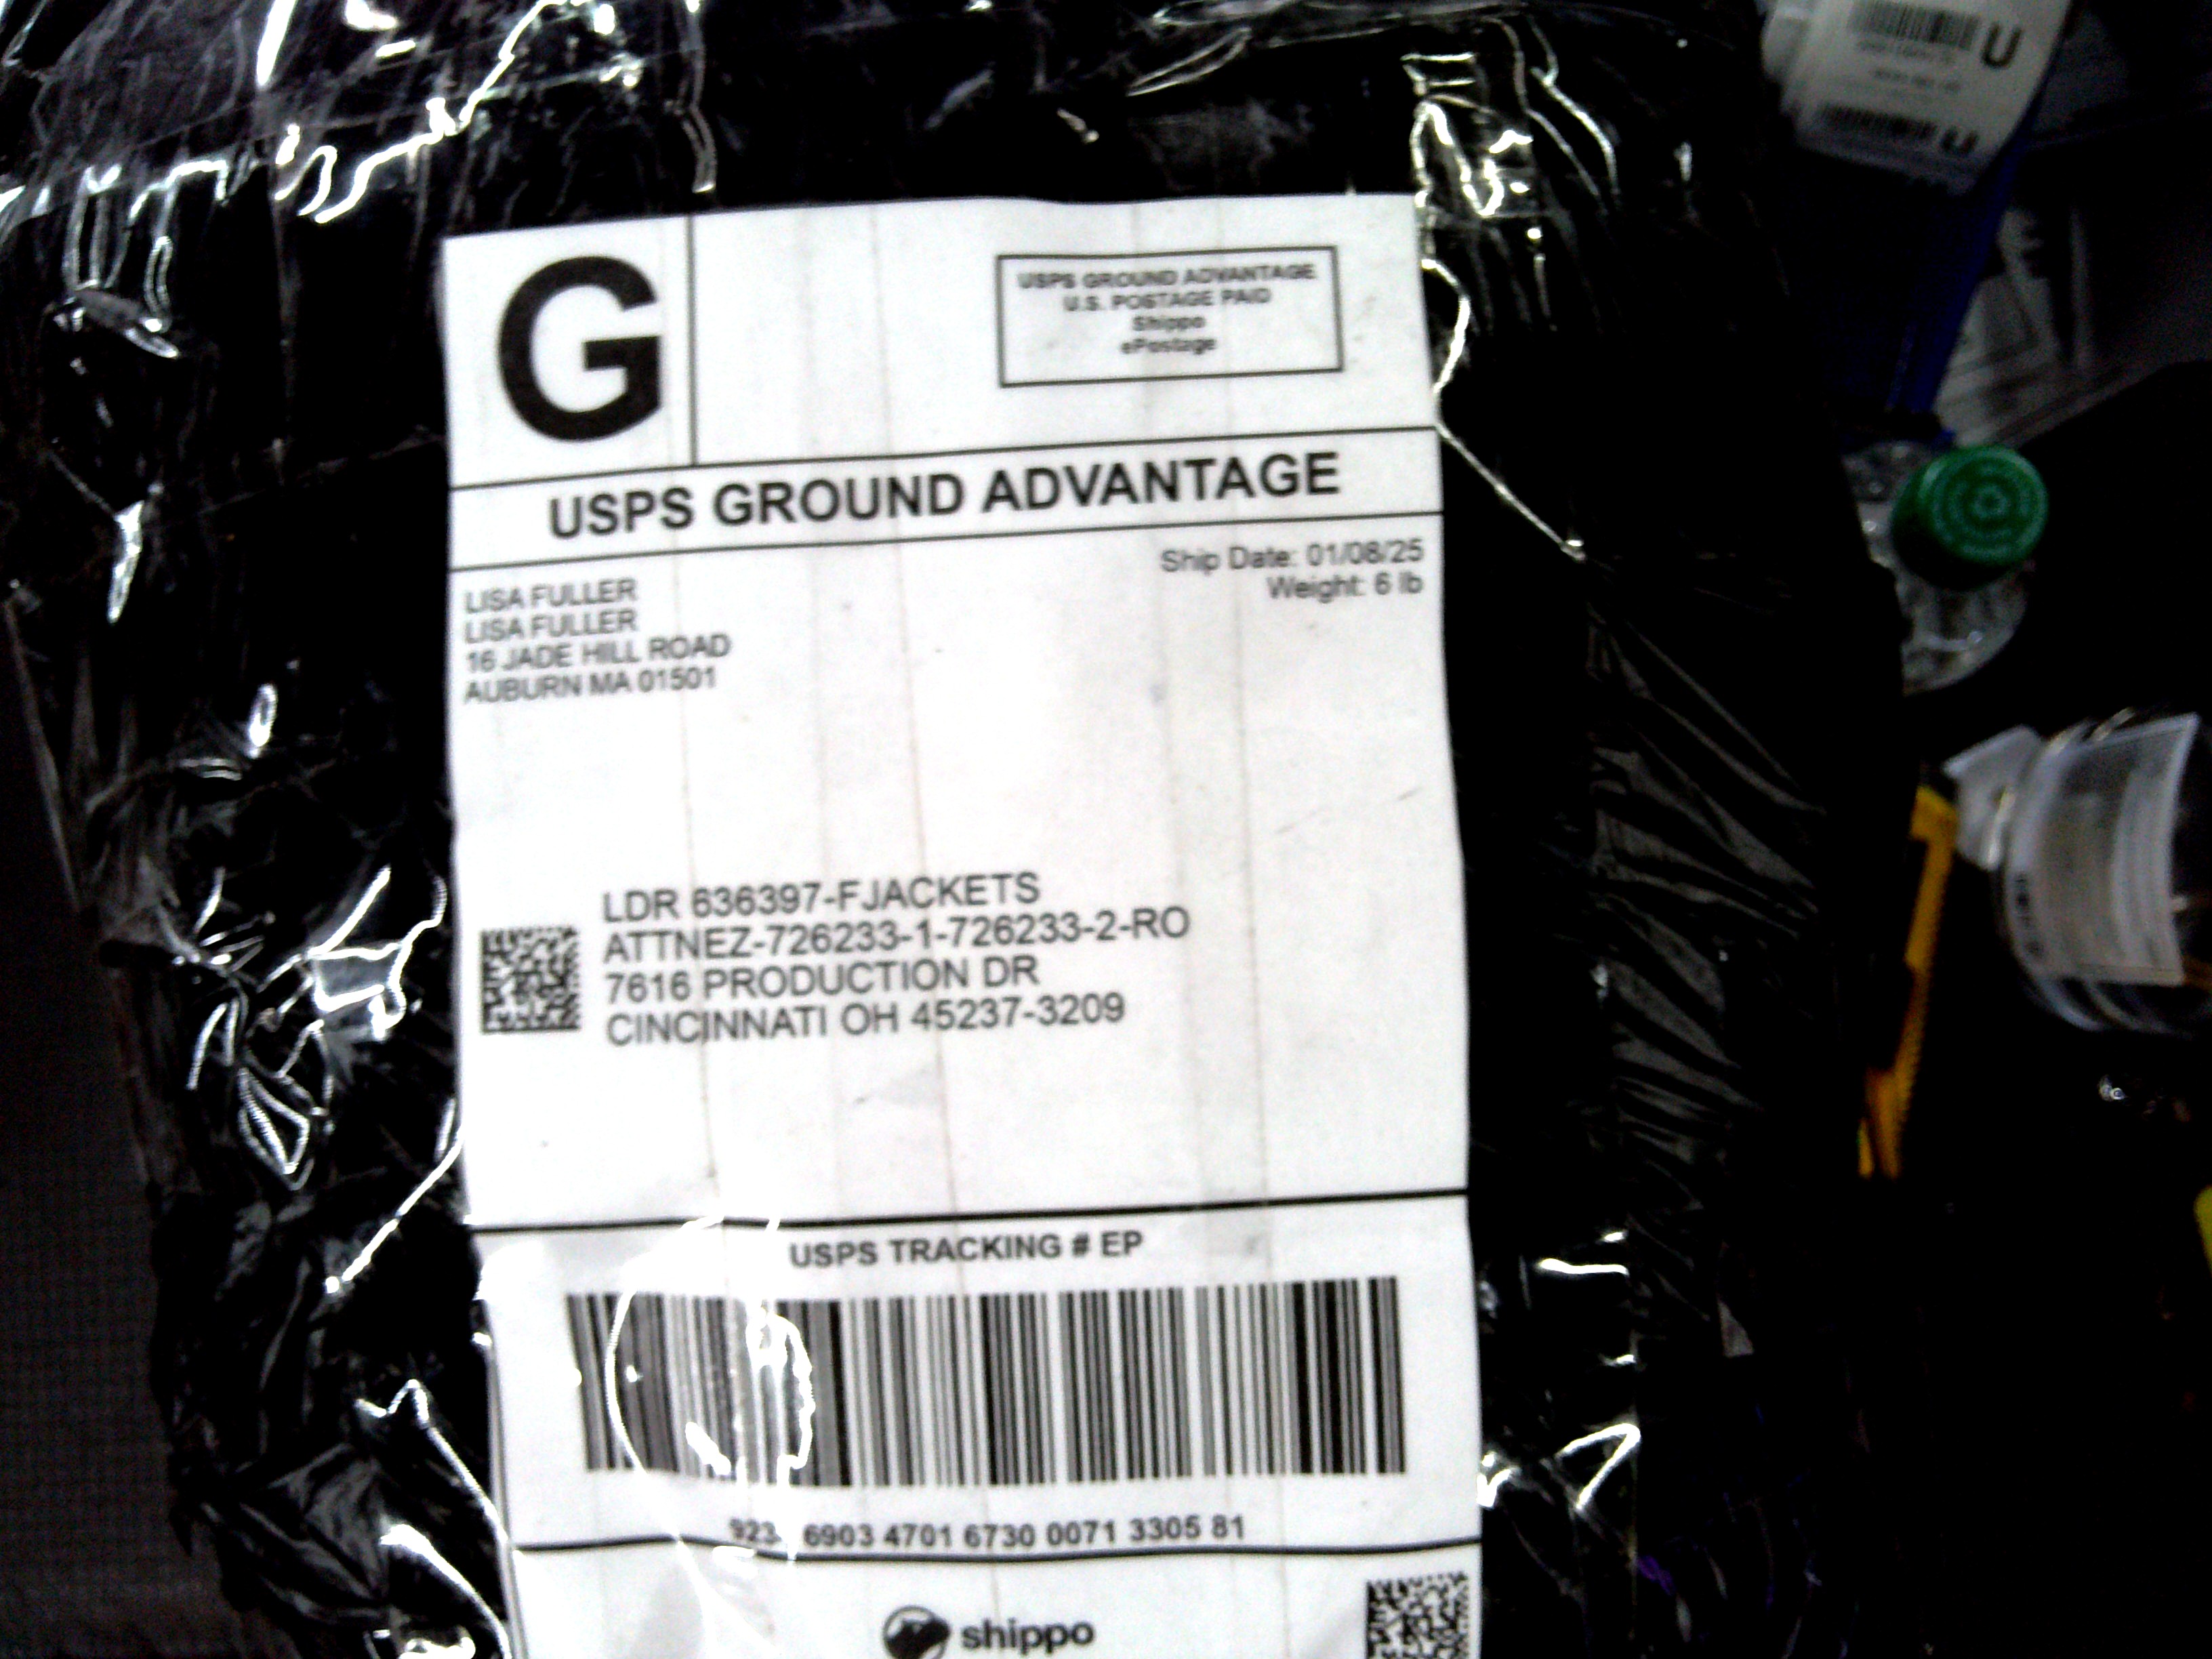 G
USPS GROUND ADVANTAGE
U.S. POSTAGE PAID
Shippo
ePostage
USPS GROUND ADVANTAGE
Ship Date: 01/08/25
Weight: 6 lb
LISA FULLER
LISA FULLER
16 JADE HILL ROAD
AUBURN MA 01501
LDR 636397-FJACKETS
ATTNEZ-726233-1-726233-2-RO
7616 PRODUCTION DR
CINCINNATI OH 45237-3209
USPS TRACKING # EP
6903 4701 6730 0071 3305 81
shippo
U
U